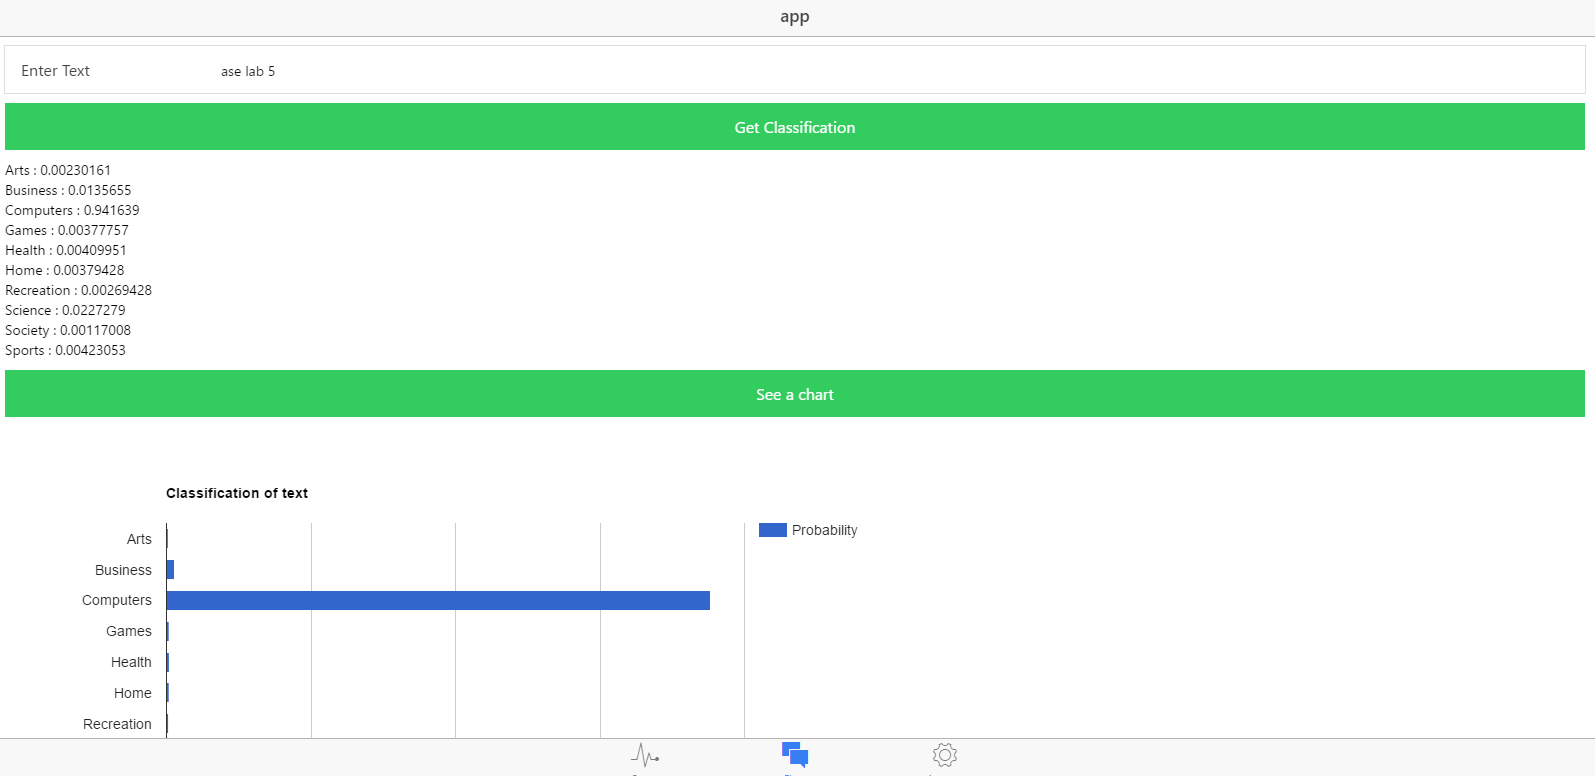 app
Enter Text ase lab 5
Get Classification
Arts : 0.00230161
Business : 0.0135655
Computers : 0.941639
Games : 0.00377757
Health : 0.00409951
Home : 0.00379428
Recreation : 0.00269428
Science : 0.0227279
Society : 0.00117008
Sports : 0.00423053
See a chart
Classification of text
Probability
Arts
Business
Computers
Games
Health
Home
Recreation